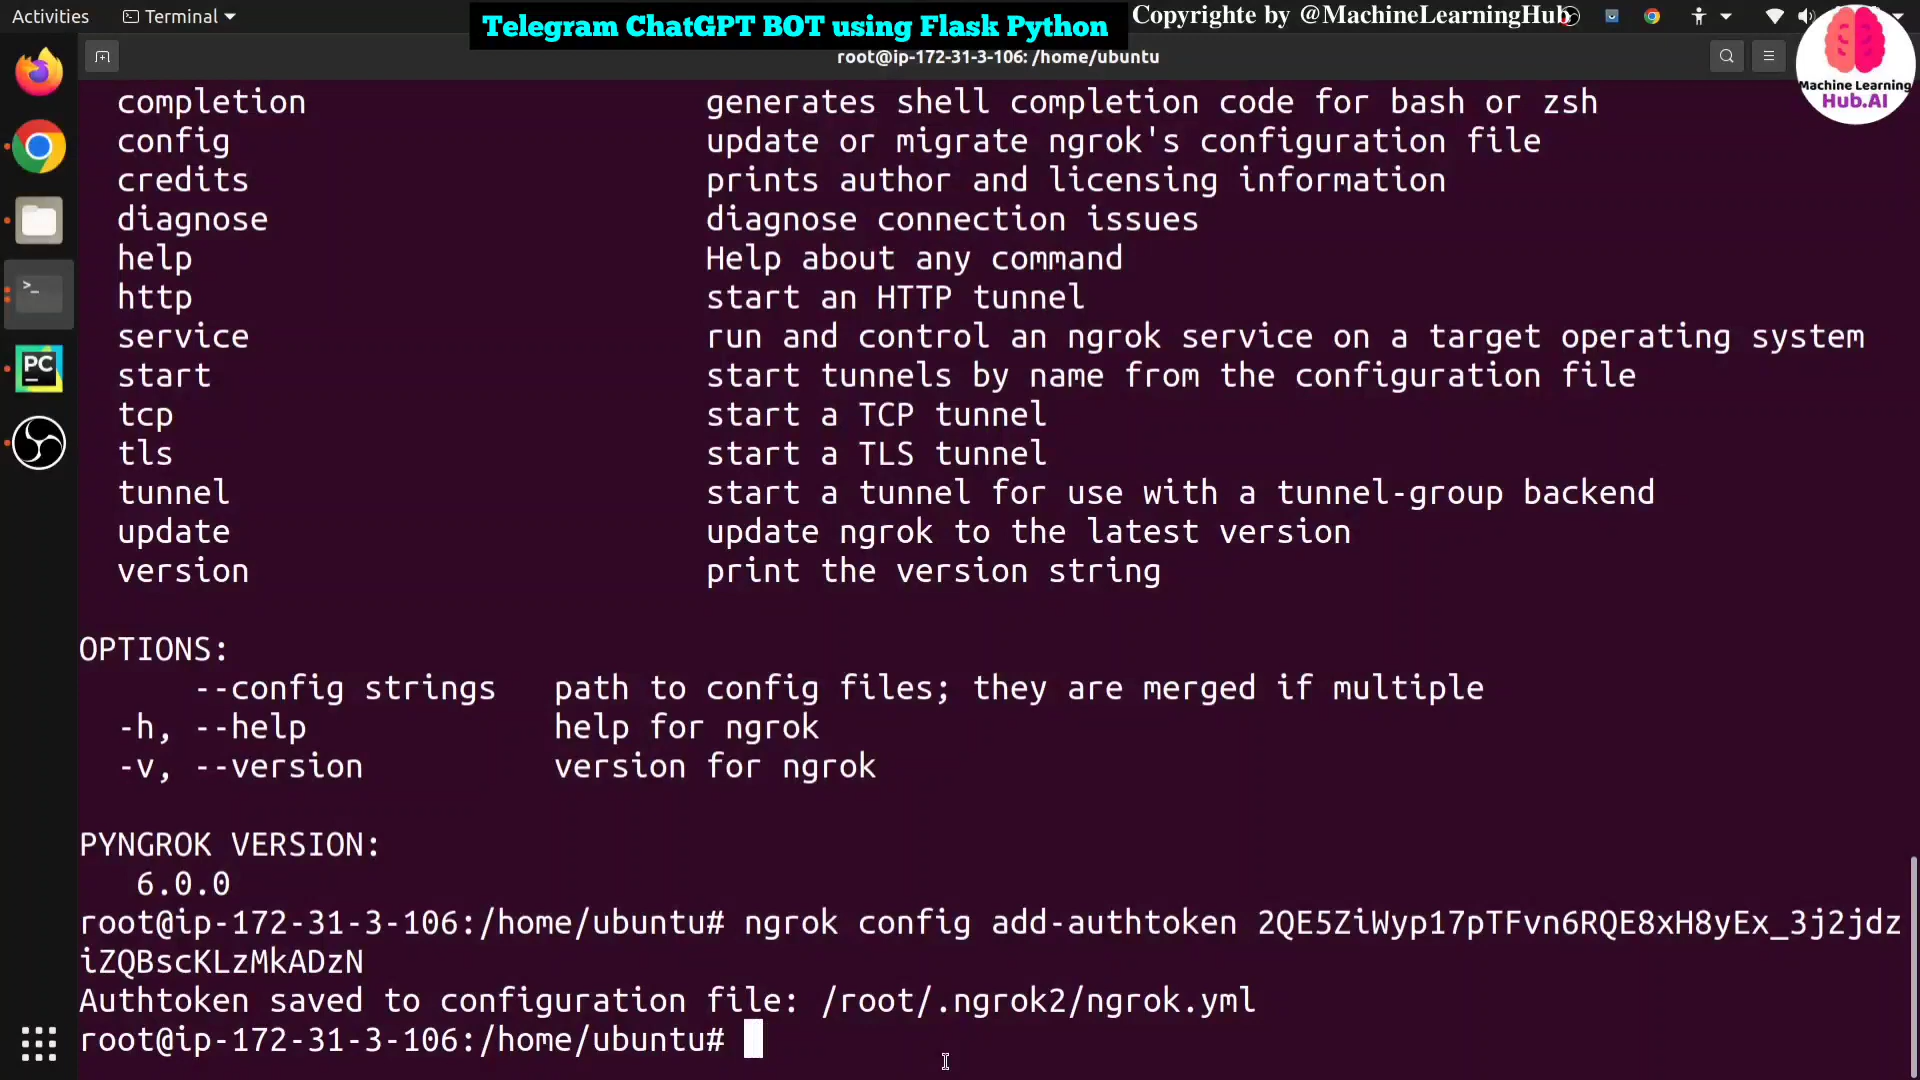 Activities Terminal
Telegram ChatGPT BOT using Flask Python
Copyrighte by @MachineLearningHub
root@ip-172-31-3-106: /home/ubuntu
Machine Learning
Hub.AI
completion generates shell completion code for bash or zsh
config update or migrate ngrok's configuration file
credits prints author and licensing information
diagnose diagnose connection issues
help Help about any command
http start an HTTP tunnel
service run and control an ngrok service on a target operating system
start start tunnels by name from the configuration file
tcp start a TCP tunnel
tls start a TLS tunnel
tunnel start a tunnel for use with a tunnel-group backend
update update ngrok to the latest version
version print the version string
OPTIONS:
--config strings path to config files; they are merged if multiple
-h, --help help for ngrok
-v, --version version for ngrok
PYNGROK VERSION:
6.0.0
root@ip-172-31-3-106:/home/ubuntu# ngrok config add-authtoken 2QE5ZiWyp17pTFvn6RQE8xH8yEx_3j2jdz
iZQBscKLzMkADzN
Authtoken saved to configuration file: /root/.ngrok2/ngrok.yml
root@ip-172-31-3-106:/home/ubuntu#
PC